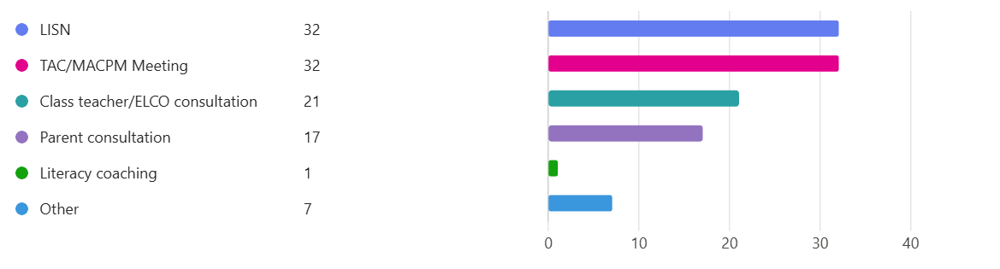 LISN 32
TAC/MACPM Meeting 32
Class teacher/ELCO consultation 21
Parent consultation 17
Literacy coaching 1
Other 7
0 10 20 30 40